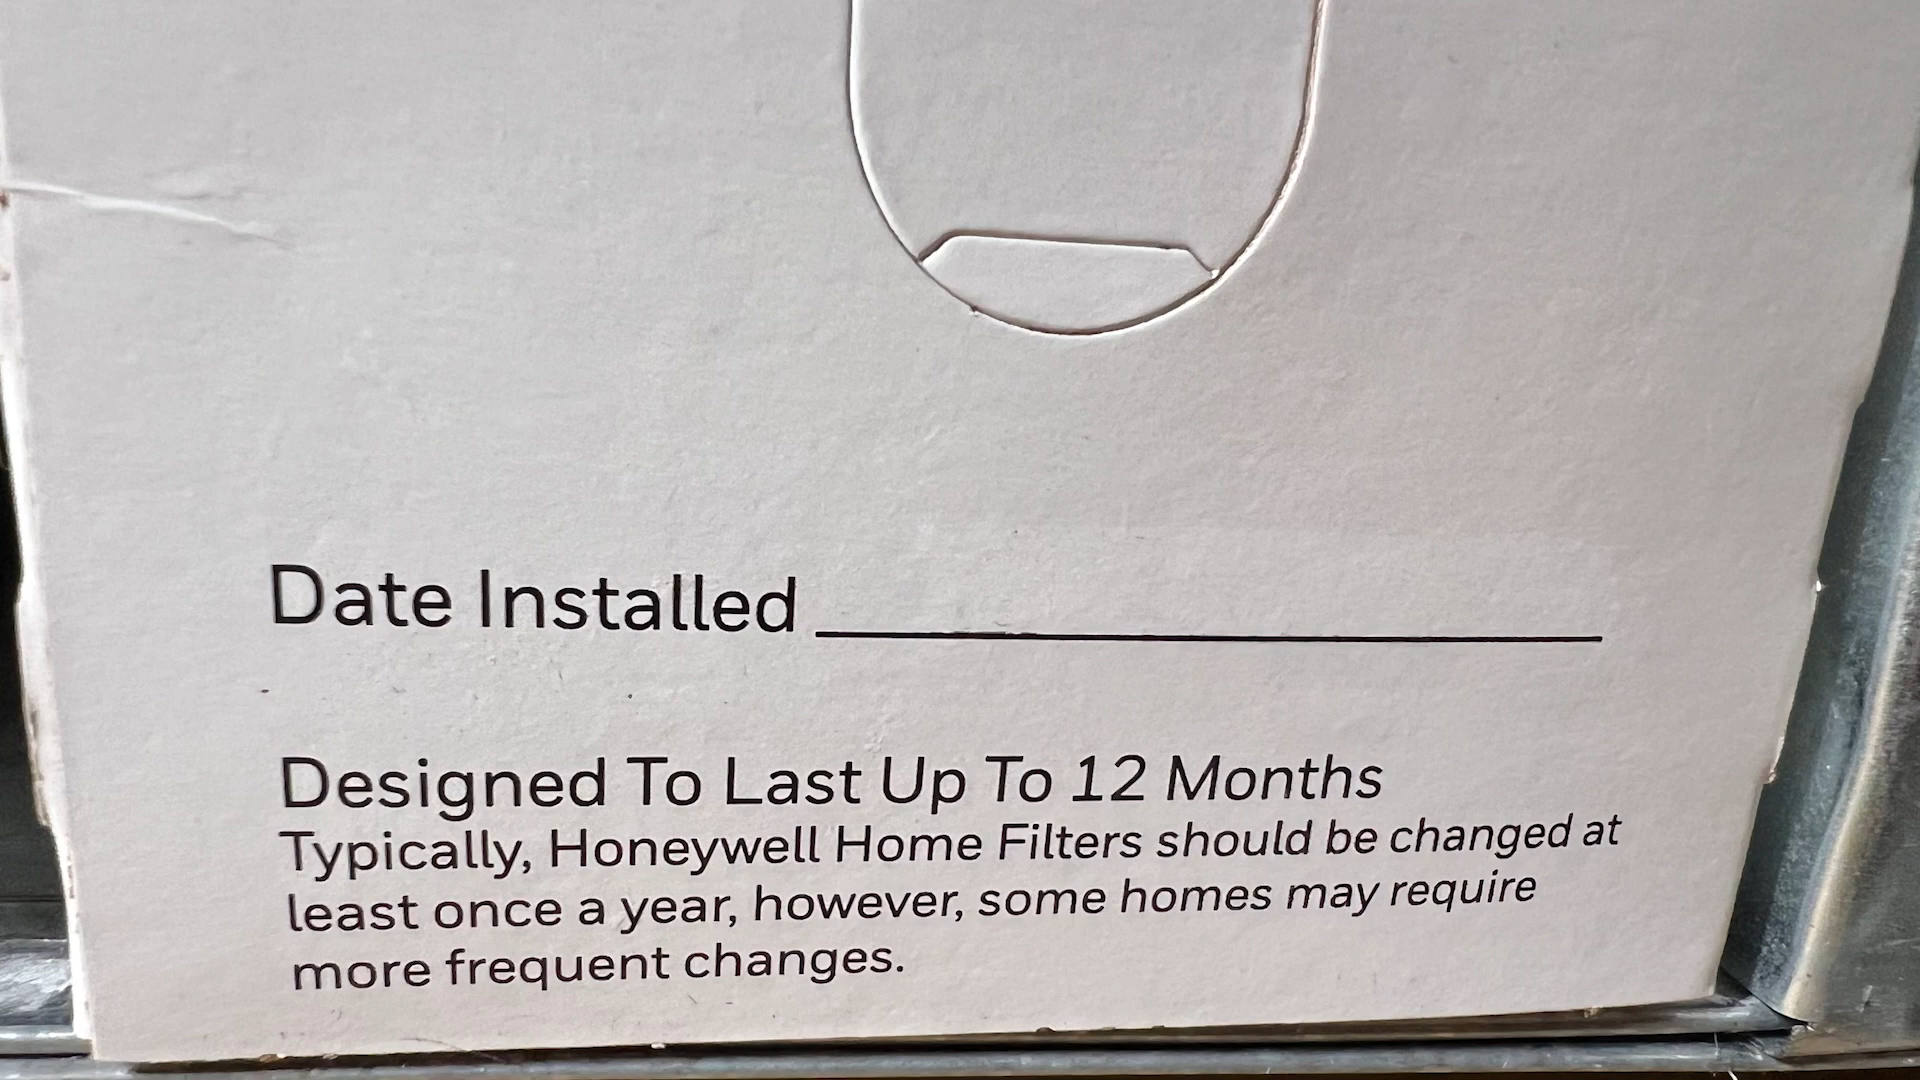 Date Installed
Designed To Last Up To 12 Months
Typically, Honeywell Home Filters should be changed at
least once a year, however, some homes may require
more frequent changes.